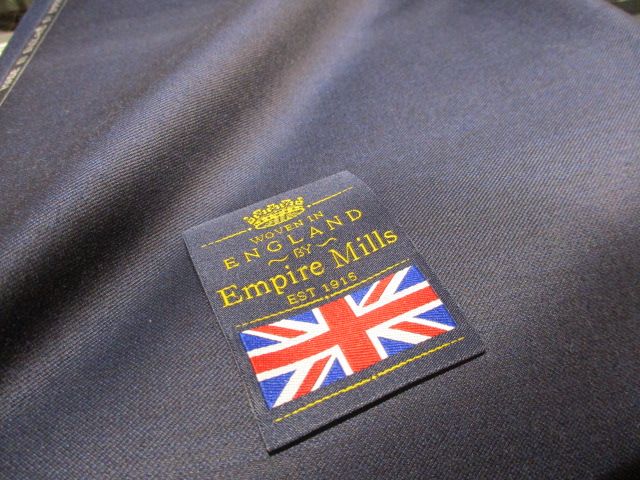 WOVEN IN
ENGLAND
~ BY ~
Empire Mills
EST 1915